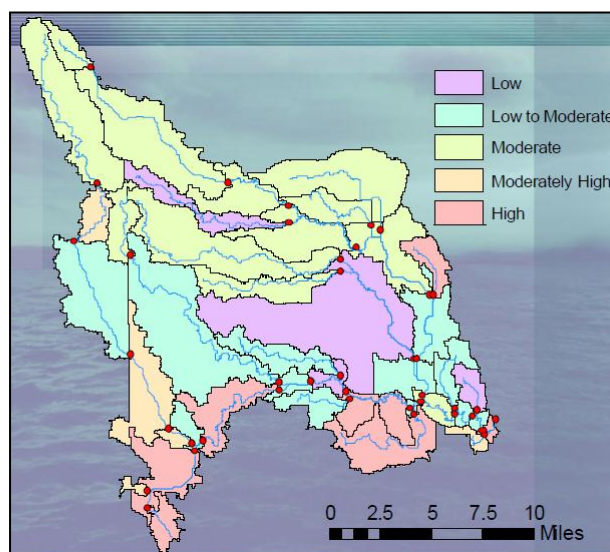 Low
Low to Moderate
Moderate
Moderately High
High
0 2.5 5 7.5 10
Miles